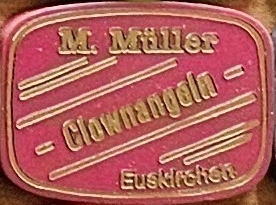 M. Müller
- Clownangeln -
Euskirchen